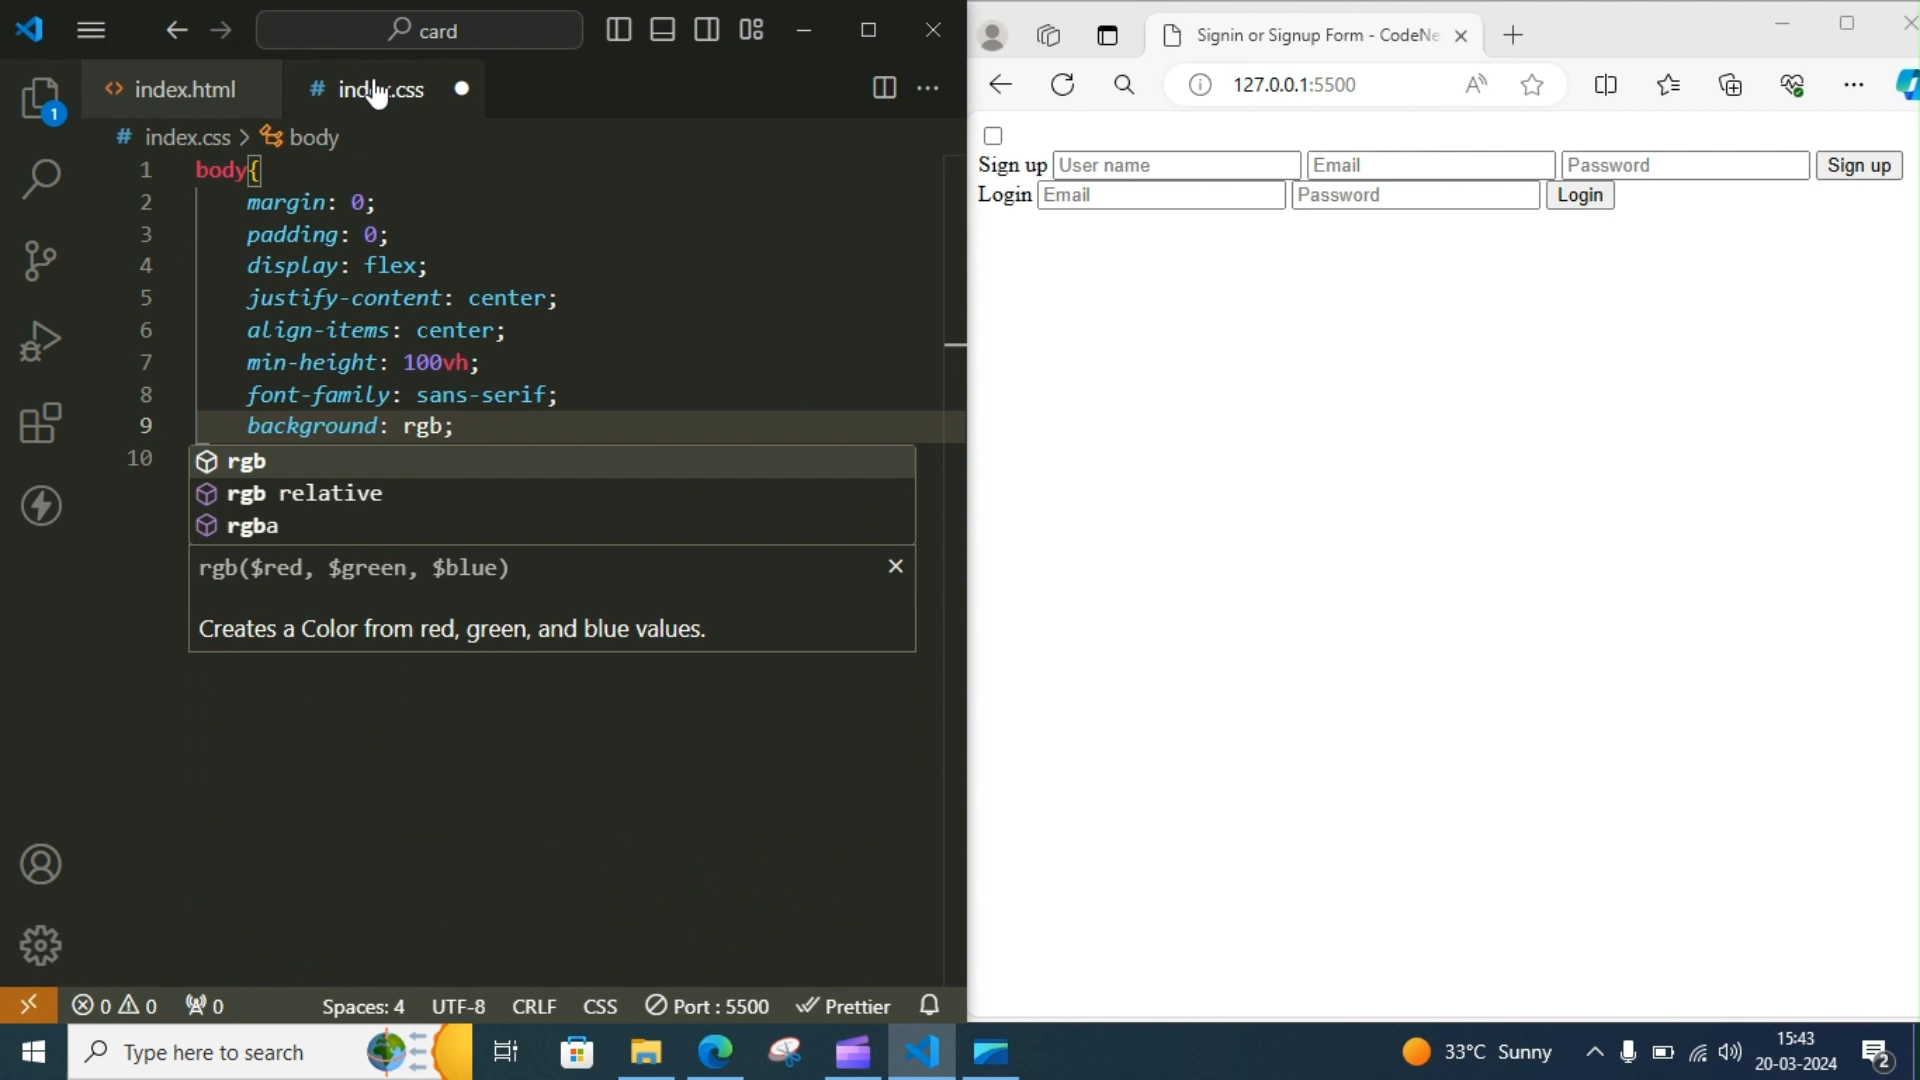 card
index.html
# index.css
# index.css > body
1 body{
2 margin: 0;
3 padding: 0;
4 display: flex;
5 justify-content: center;
6 align-items: center;
7 min-height: 100vh;
8 font-family: sans-serif;
9 background: rgb;
10
rgb
rgb relative
rgba
rgb($red, $green, $blue)
Creates a Color from red, green, and blue values.
1
0 0 0 Spaces: 4 UTF-8 CRLF CSS Port : 5500 Prettier
Signin or Signup Form - CodeNe
127.0.0.1:5500
Sign up User name Email Password Sign up
Login Email Password Login
Type here to search
33°C Sunny
15:43
20-03-2024
2